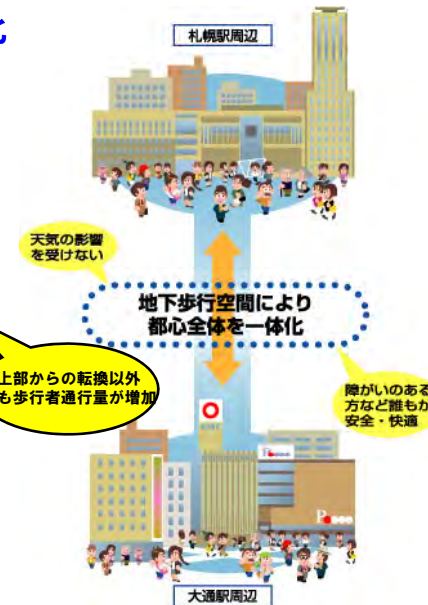 化
札幌駅周辺
天気の影響
を受けない
地下歩行空間により
都心全体を一体化
上部からの転換以外
も歩行者通行量が増加
障がいのある
方など誰もが
安全・快適
大通駅周辺